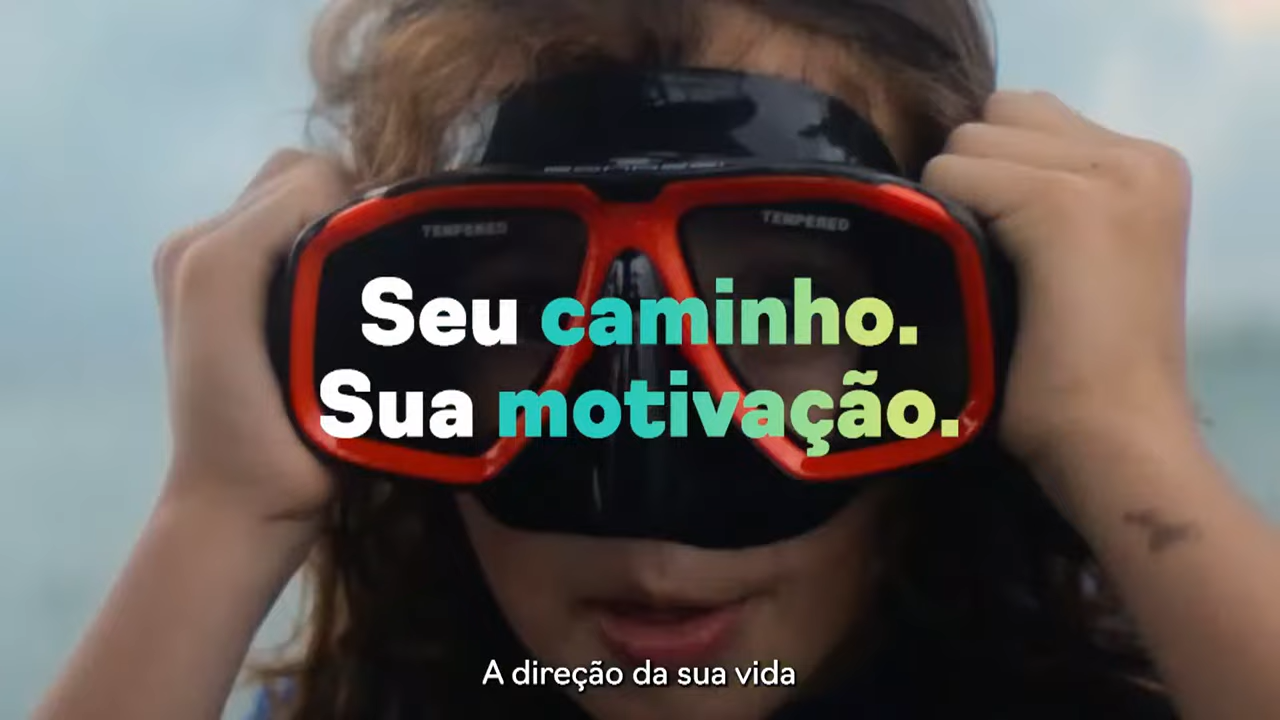 TEMPERED
TEMPERED
Seu caminho.
Sua motivação.
A direção da sua vida